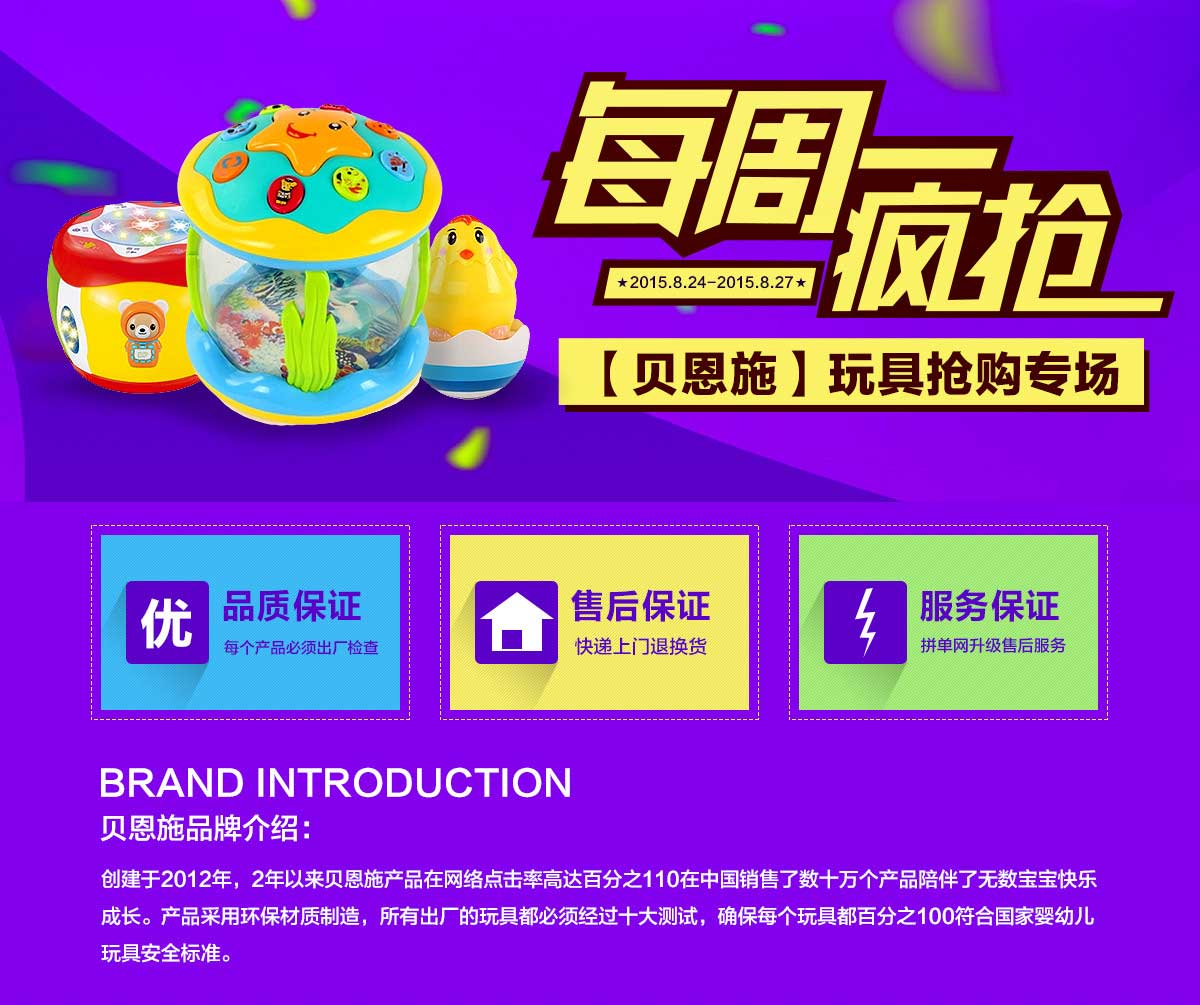 每周一疯抢
★2015.8.24-2015.8.27★
【贝恩施】玩具抢购专场
优
品质保证
每个产品必须出厂检查
售后保证
快递上门退换货
服务保证
拼单网升级售后服务
BRAND INTRODUCTION
贝恩施品牌介绍：
创建于2012年，2年以来贝恩施产品在网络点击率高达百分之110在中国销售了数十万个产品陪伴了无数宝宝快乐
成长。产品采用环保材质制造，所有出厂的玩具都必须经过十大测试，确保每个玩具都百分之100符合国家婴幼儿
玩具安全标准。